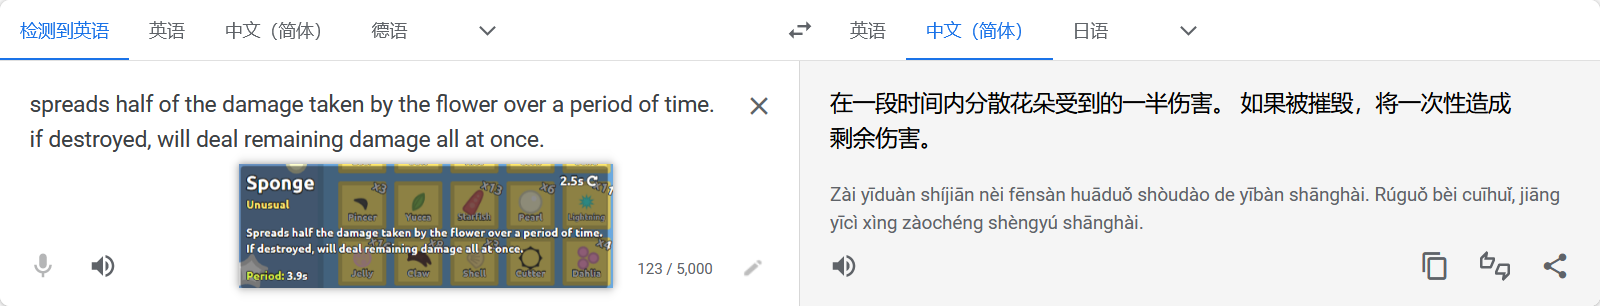 检测到英语 英语 中文（简体） 德语
英语 中文（简体） 日语
spreads half of the damage taken by the flower over a period of time.
if destroyed, will deal remaining damage all at once.
Sponge 2.5s
Unusual
x3 x13 x6 x11
Pincer Yucca Starfish Pearl Lightning
Spreads half the damage taken by the flower over a period of time.
If destroyed, will deal remaining damage all at once.
x4
Jelly Claw Shell Cutter Dahlia
Period: 3.9s
123 / 5,000
在一段时间内分散花朵受到的一半伤害。 如果被摧毁，将一次性造成
剩余伤害。
Zài yīduàn shíjiān nèi fēnsàn huāduǒ shòudào de yībàn shānghài. Rúguǒ bèi cuīhuǐ, jiāng
yīcì xìng zàochéng shèngyú shānghài.